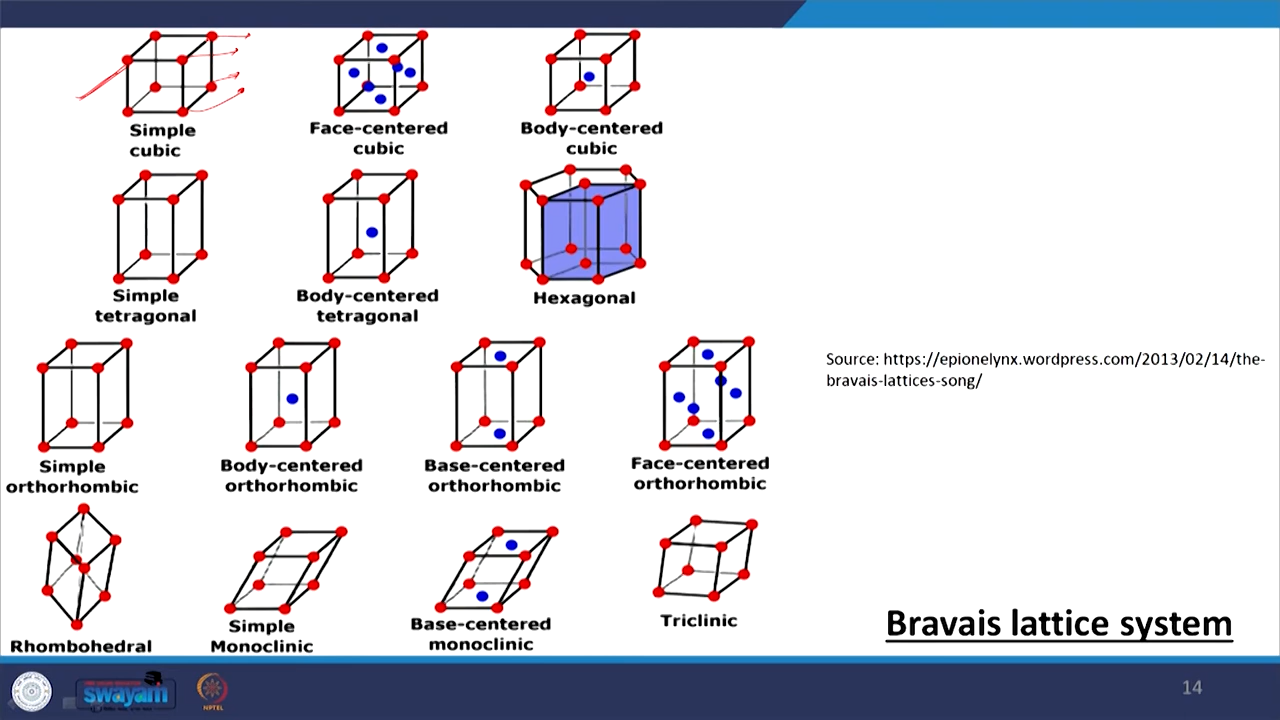 Simple
cubic
Face-centered
cubic
Body-centered
cubic
Simple
tetragonal
Body-centered
tetragonal
Hexagonal
Simple
orthorhombic
Body-centered
orthorhombic
Base-centered
orthorhombic
Face-centered
orthorhombic
Source: https://epionelynx.wordpress.com/2013/02/14/the-
bravais-lattices-song/
Rhombohedral
Simple
Monoclinic
Base-centered
monoclinic
Triclinic
Bravais lattice system
swayam
NPTEL
14